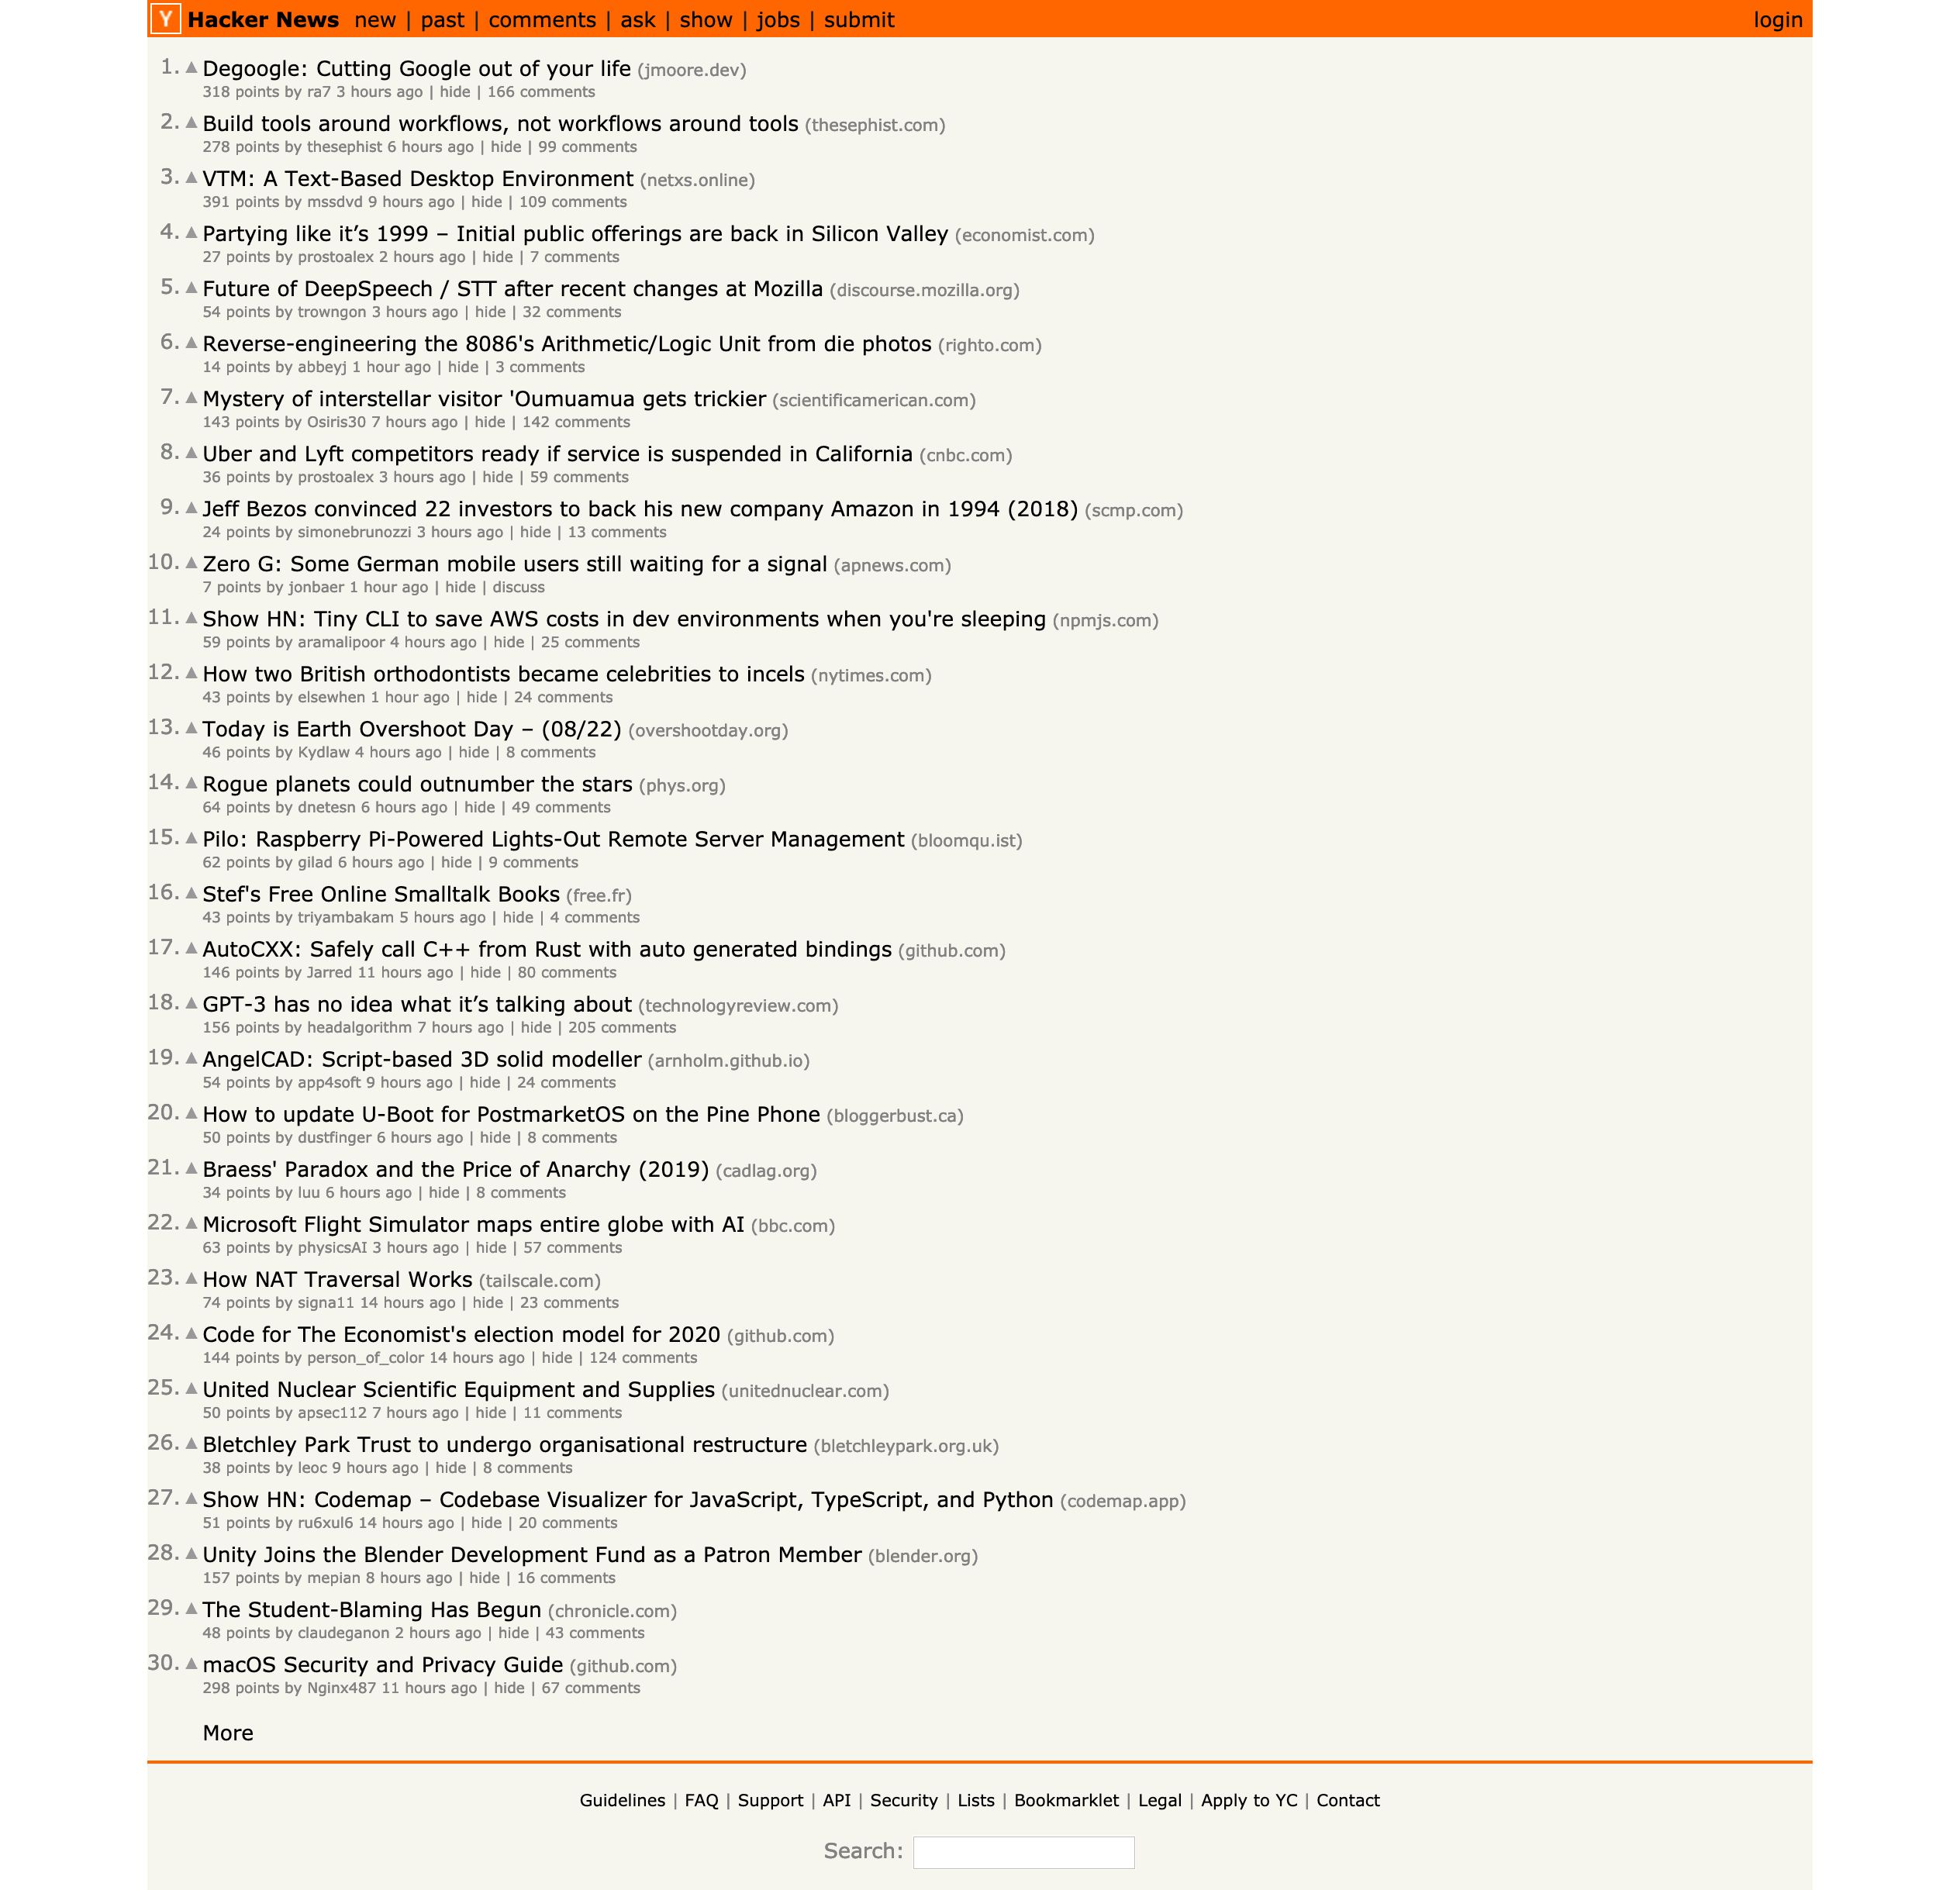 Y Hacker News new | past | comments | ask | show | jobs | submit login
1. ▲ Degoogle: Cutting Google out of your life (jmoore.dev)
318 points by ra7 3 hours ago | hide | 166 comments
2. ▲ Build tools around workflows, not workflows around tools (thesephist.com)
278 points by thesephist 6 hours ago | hide | 99 comments
3. ▲ VTM: A Text-Based Desktop Environment (netxs.online)
391 points by mssdvd 9 hours ago | hide | 109 comments
4. ▲ Partying like it’s 1999 – Initial public offerings are back in Silicon Valley (economist.com)
27 points by prostoalex 2 hours ago | hide | 7 comments
5. ▲ Future of DeepSpeech / STT after recent changes at Mozilla (discourse.mozilla.org)
54 points by trowngon 3 hours ago | hide | 32 comments
6. ▲ Reverse-engineering the 8086's Arithmetic/Logic Unit from die photos (righto.com)
14 points by abbeyj 1 hour ago | hide | 3 comments
7. ▲ Mystery of interstellar visitor 'Oumuamua gets trickier (scientificamerican.com)
143 points by Osiris30 7 hours ago | hide | 142 comments
8. ▲ Uber and Lyft competitors ready if service is suspended in California (cnbc.com)
36 points by prostoalex 3 hours ago | hide | 59 comments
9. ▲ Jeff Bezos convinced 22 investors to back his new company Amazon in 1994 (2018) (scmp.com)
24 points by simonebrunozzi 3 hours ago | hide | 13 comments
10. ▲ Zero G: Some German mobile users still waiting for a signal (apnews.com)
7 points by jonbaer 1 hour ago | hide | discuss
11. ▲ Show HN: Tiny CLI to save AWS costs in dev environments when you're sleeping (npmjs.com)
59 points by aramalipoor 4 hours ago | hide | 25 comments
12. ▲ How two British orthodontists became celebrities to incels (nytimes.com)
43 points by elsewhen 1 hour ago | hide | 24 comments
13. ▲ Today is Earth Overshoot Day – (08/22) (overshootday.org)
46 points by Kydlaw 4 hours ago | hide | 8 comments
14. ▲ Rogue planets could outnumber the stars (phys.org)
64 points by dnetesn 6 hours ago | hide | 49 comments
15. ▲ Pilo: Raspberry Pi-Powered Lights-Out Remote Server Management (bloomqu.ist)
62 points by gilad 6 hours ago | hide | 9 comments
16. ▲ Stef's Free Online Smalltalk Books (free.fr)
43 points by triyambakam 5 hours ago | hide | 4 comments
17. ▲ AutoCXX: Safely call C++ from Rust with auto generated bindings (github.com)
146 points by Jarred 11 hours ago | hide | 80 comments
18. ▲ GPT-3 has no idea what it’s talking about (technologyreview.com)
156 points by headalgorithm 7 hours ago | hide | 205 comments
19. ▲ AngelCAD: Script-based 3D solid modeller (arnholm.github.io)
54 points by app4soft 9 hours ago | hide | 24 comments
20. ▲ How to update U-Boot for PostmarketOS on the Pine Phone (bloggerbust.ca)
50 points by dustfinger 6 hours ago | hide | 8 comments
21. ▲ Braess' Paradox and the Price of Anarchy (2019) (cadlag.org)
34 points by luu 6 hours ago | hide | 8 comments
22. ▲ Microsoft Flight Simulator maps entire globe with AI (bbc.com)
63 points by physicsAI 3 hours ago | hide | 57 comments
23. ▲ How NAT Traversal Works (tailscale.com)
74 points by signa11 14 hours ago | hide | 23 comments
24. ▲ Code for The Economist's election model for 2020 (github.com)
144 points by person_of_color 14 hours ago | hide | 124 comments
25. ▲ United Nuclear Scientific Equipment and Supplies (unitednuclear.com)
50 points by apsec112 7 hours ago | hide | 11 comments
26. ▲ Bletchley Park Trust to undergo organisational restructure (bletchleypark.org.uk)
38 points by leoc 9 hours ago | hide | 8 comments
27. ▲ Show HN: Codemap – Codebase Visualizer for JavaScript, TypeScript, and Python (codemap.app)
51 points by ru6xul6 14 hours ago | hide | 20 comments
28. ▲ Unity Joins the Blender Development Fund as a Patron Member (blender.org)
157 points by mepian 8 hours ago | hide | 16 comments
29. ▲ The Student-Blaming Has Begun (chronicle.com)
48 points by claudeganon 2 hours ago | hide | 43 comments
30. ▲ macOS Security and Privacy Guide (github.com)
298 points by Nginx487 11 hours ago | hide | 67 comments
More
Guidelines | FAQ | Support | API | Security | Lists | Bookmarklet | Legal | Apply to YC | Contact
Search: